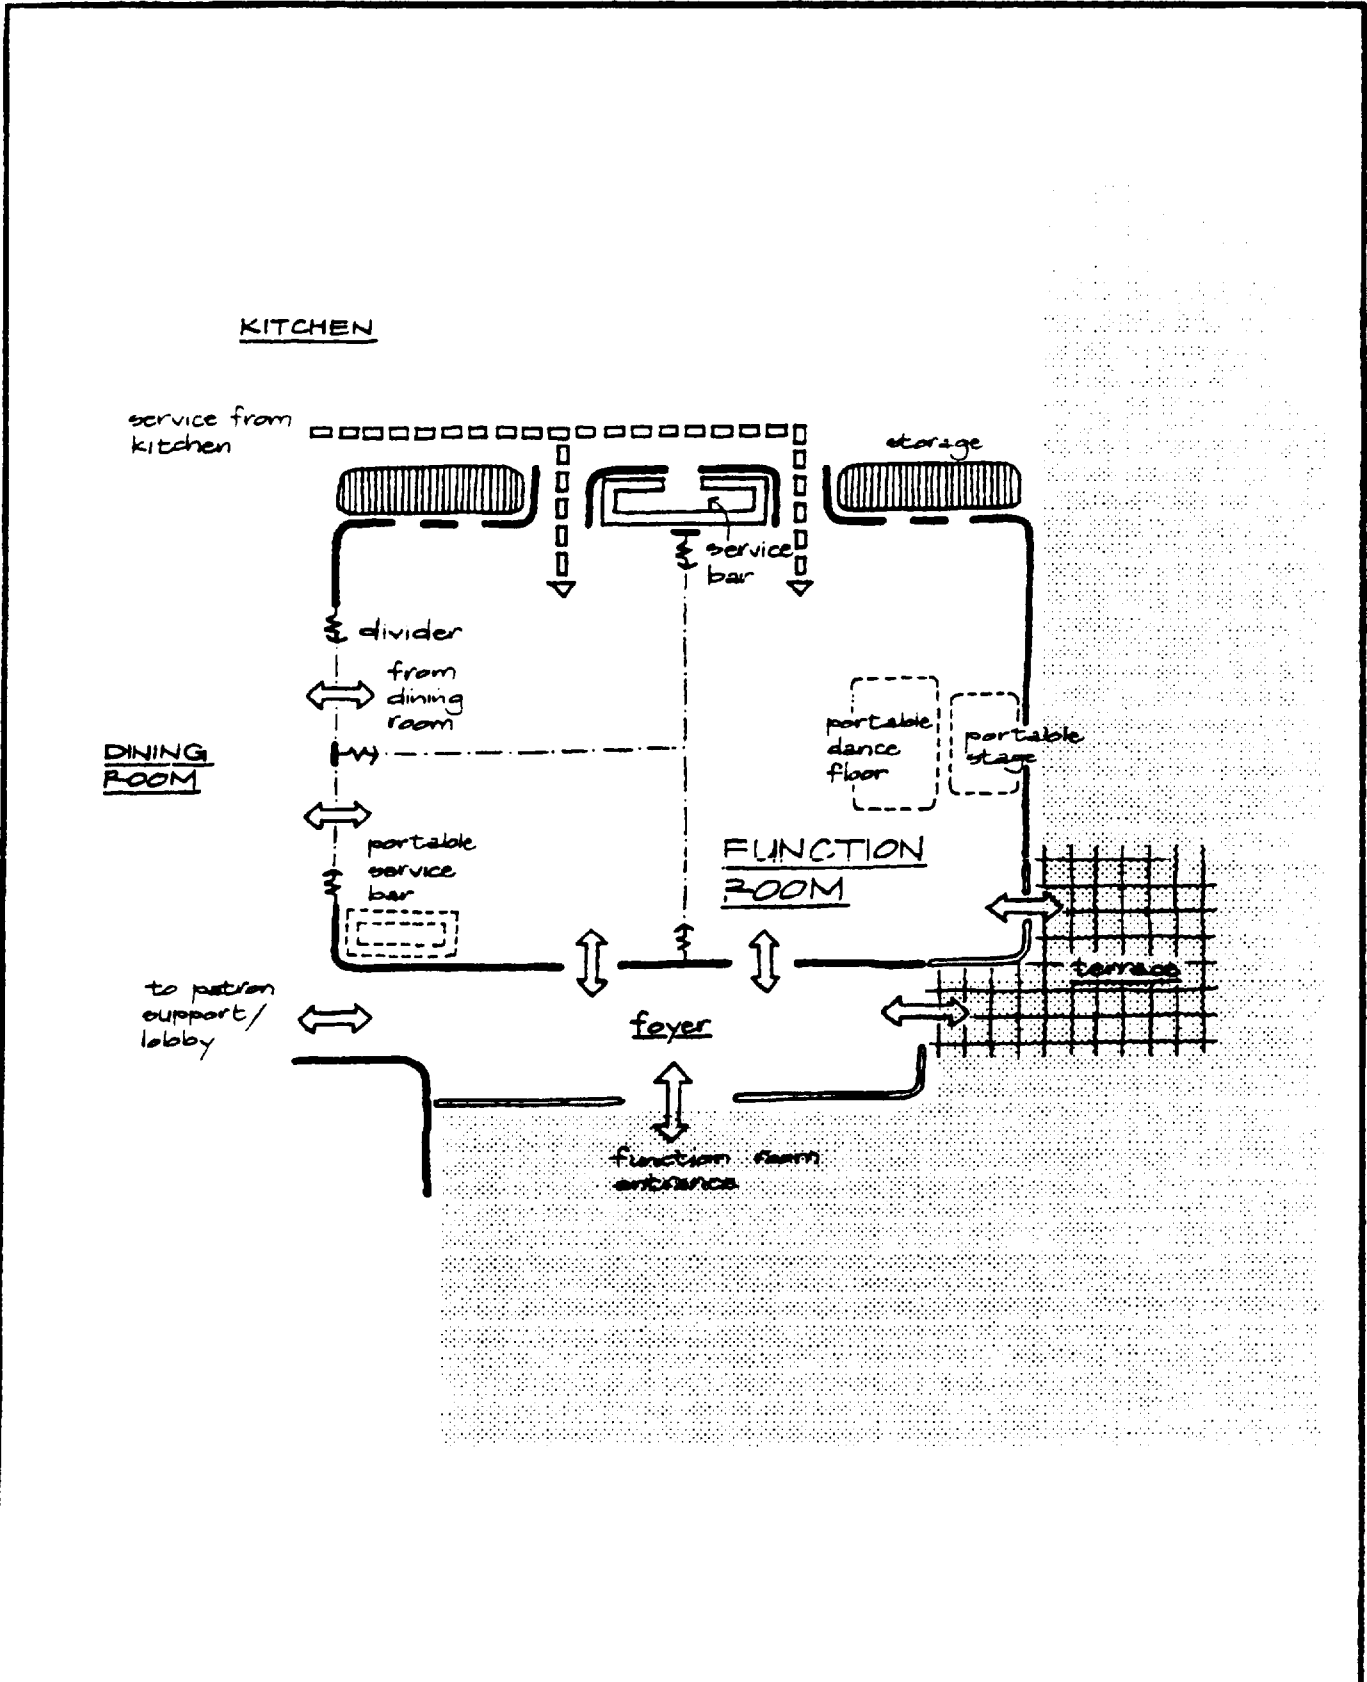 KITCHEN
service from
kitchen
storage
service
bar
divider
from
dining
room
DINING
ROOM
portable
dance
floor
portable
stage
portable
service
bar
FUNCTION
ROOM
terrace
to patron
support/
lobby
foyer
function room
entrance